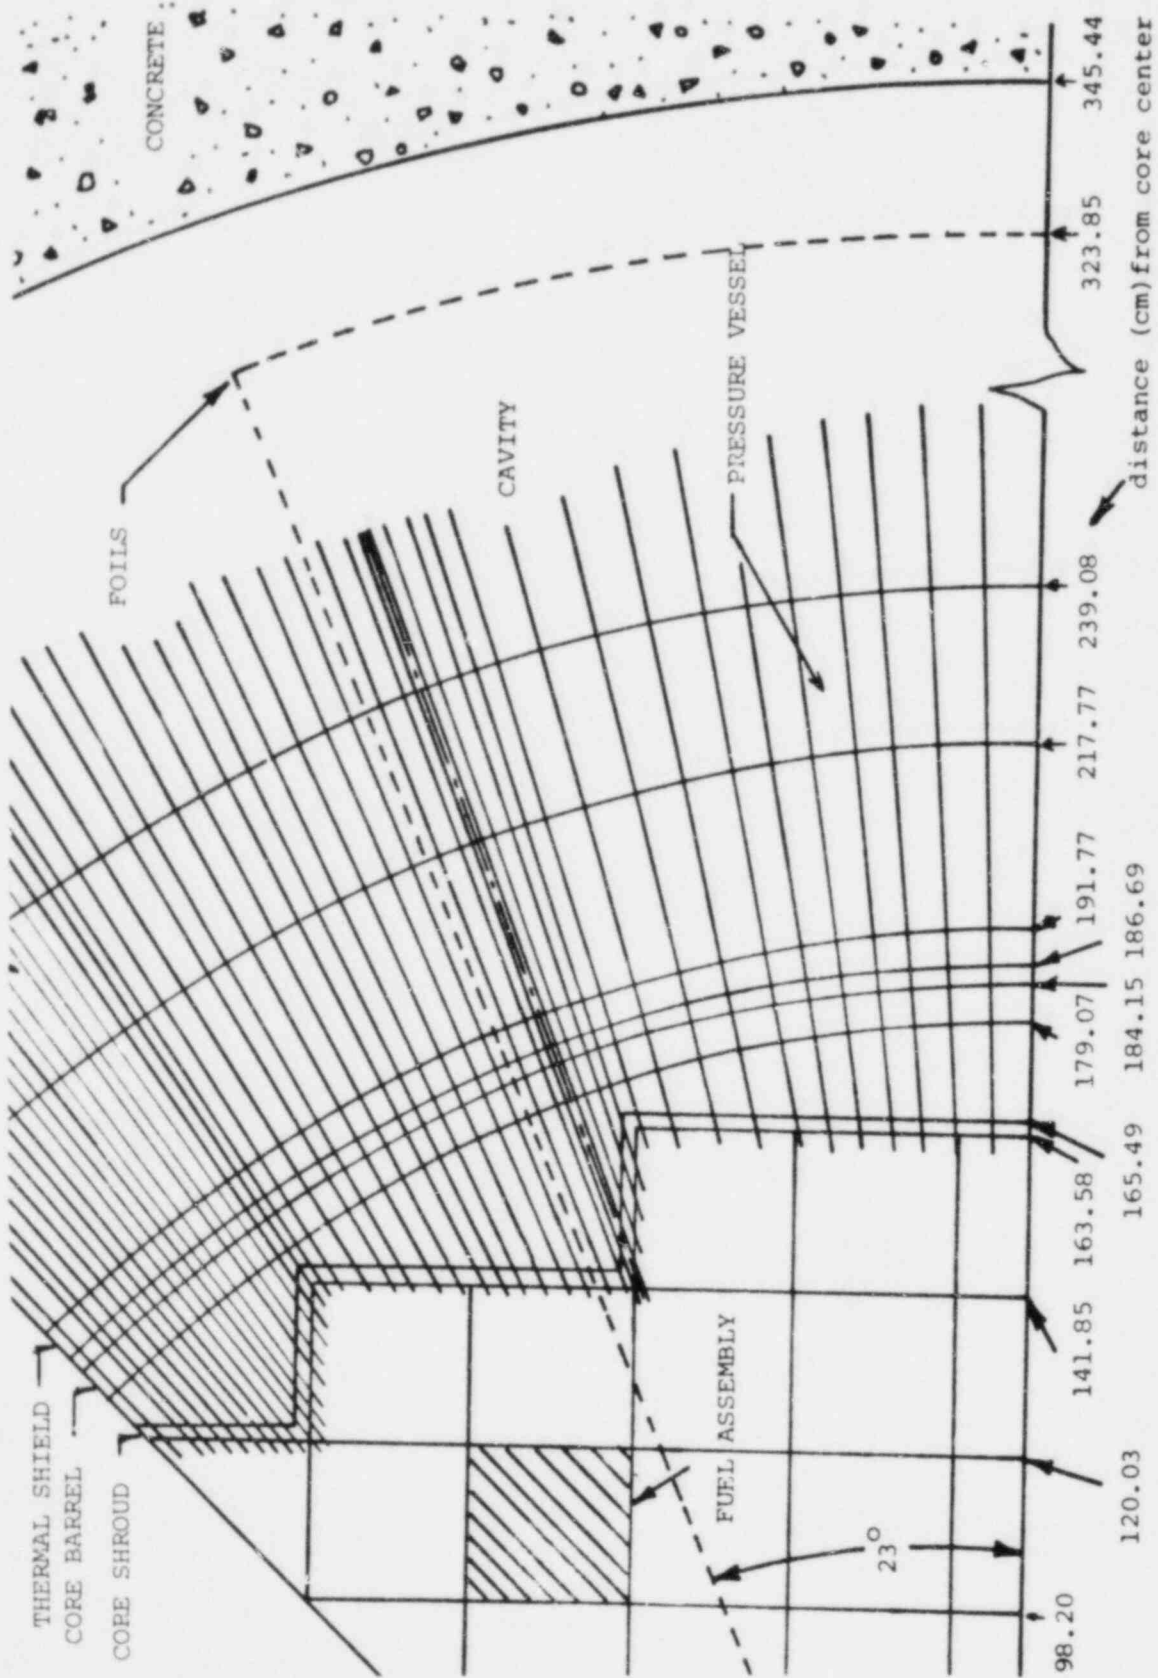 THERMAL SHIELD
CORE BARREL
CORE SHROUD
FOILS
CONCRETE
CAVITY
PRESSURE VESSEL
FUEL ASSEMBLY
23°
98.20
120.03
141.85
163.58
165.49
179.07
184.15
186.69
191.77
217.77
239.08
323.85
345.44
distance (cm)from core center